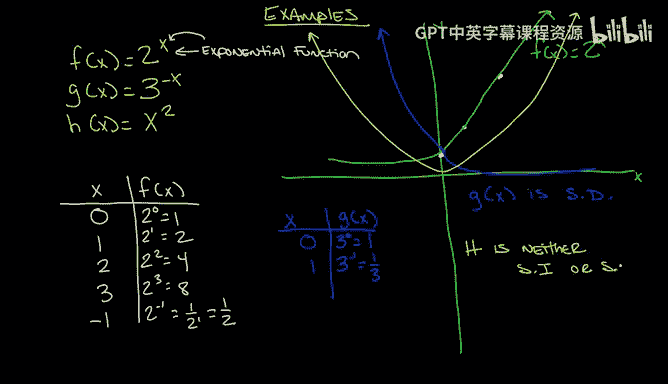 EXAMPLES
GPT中英字幕课程资源 bilibili
f(x)=2^x ← EXPONENTIAL FUNCTION
g(x)=3^-x
h(x)=x^2
f(x)=2
x f(x)
0 2^0=1
1 2^1=2
2 2^2=4
3 2^3=8
-1 2^-1=1/2^1=1/2
x
g(x) is S.D.
x g(x)
0 3^0=1
1 3^-1=1/3
H IS NEITHER
S.I OR S.